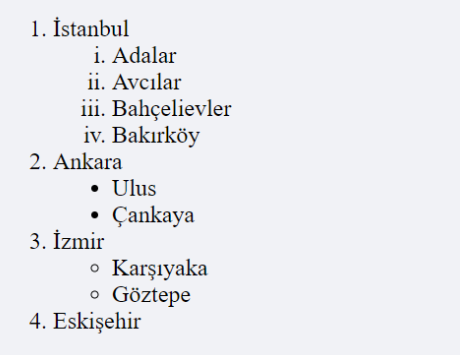 1. İstanbul
i. Adalar
ii. Avcılar
iii. Bahçelievler
iv. Bakırköy
2. Ankara
• Ulus
• Çankaya
3. İzmir
○ Karşıyaka
○ Göztepe
4. Eskişehir